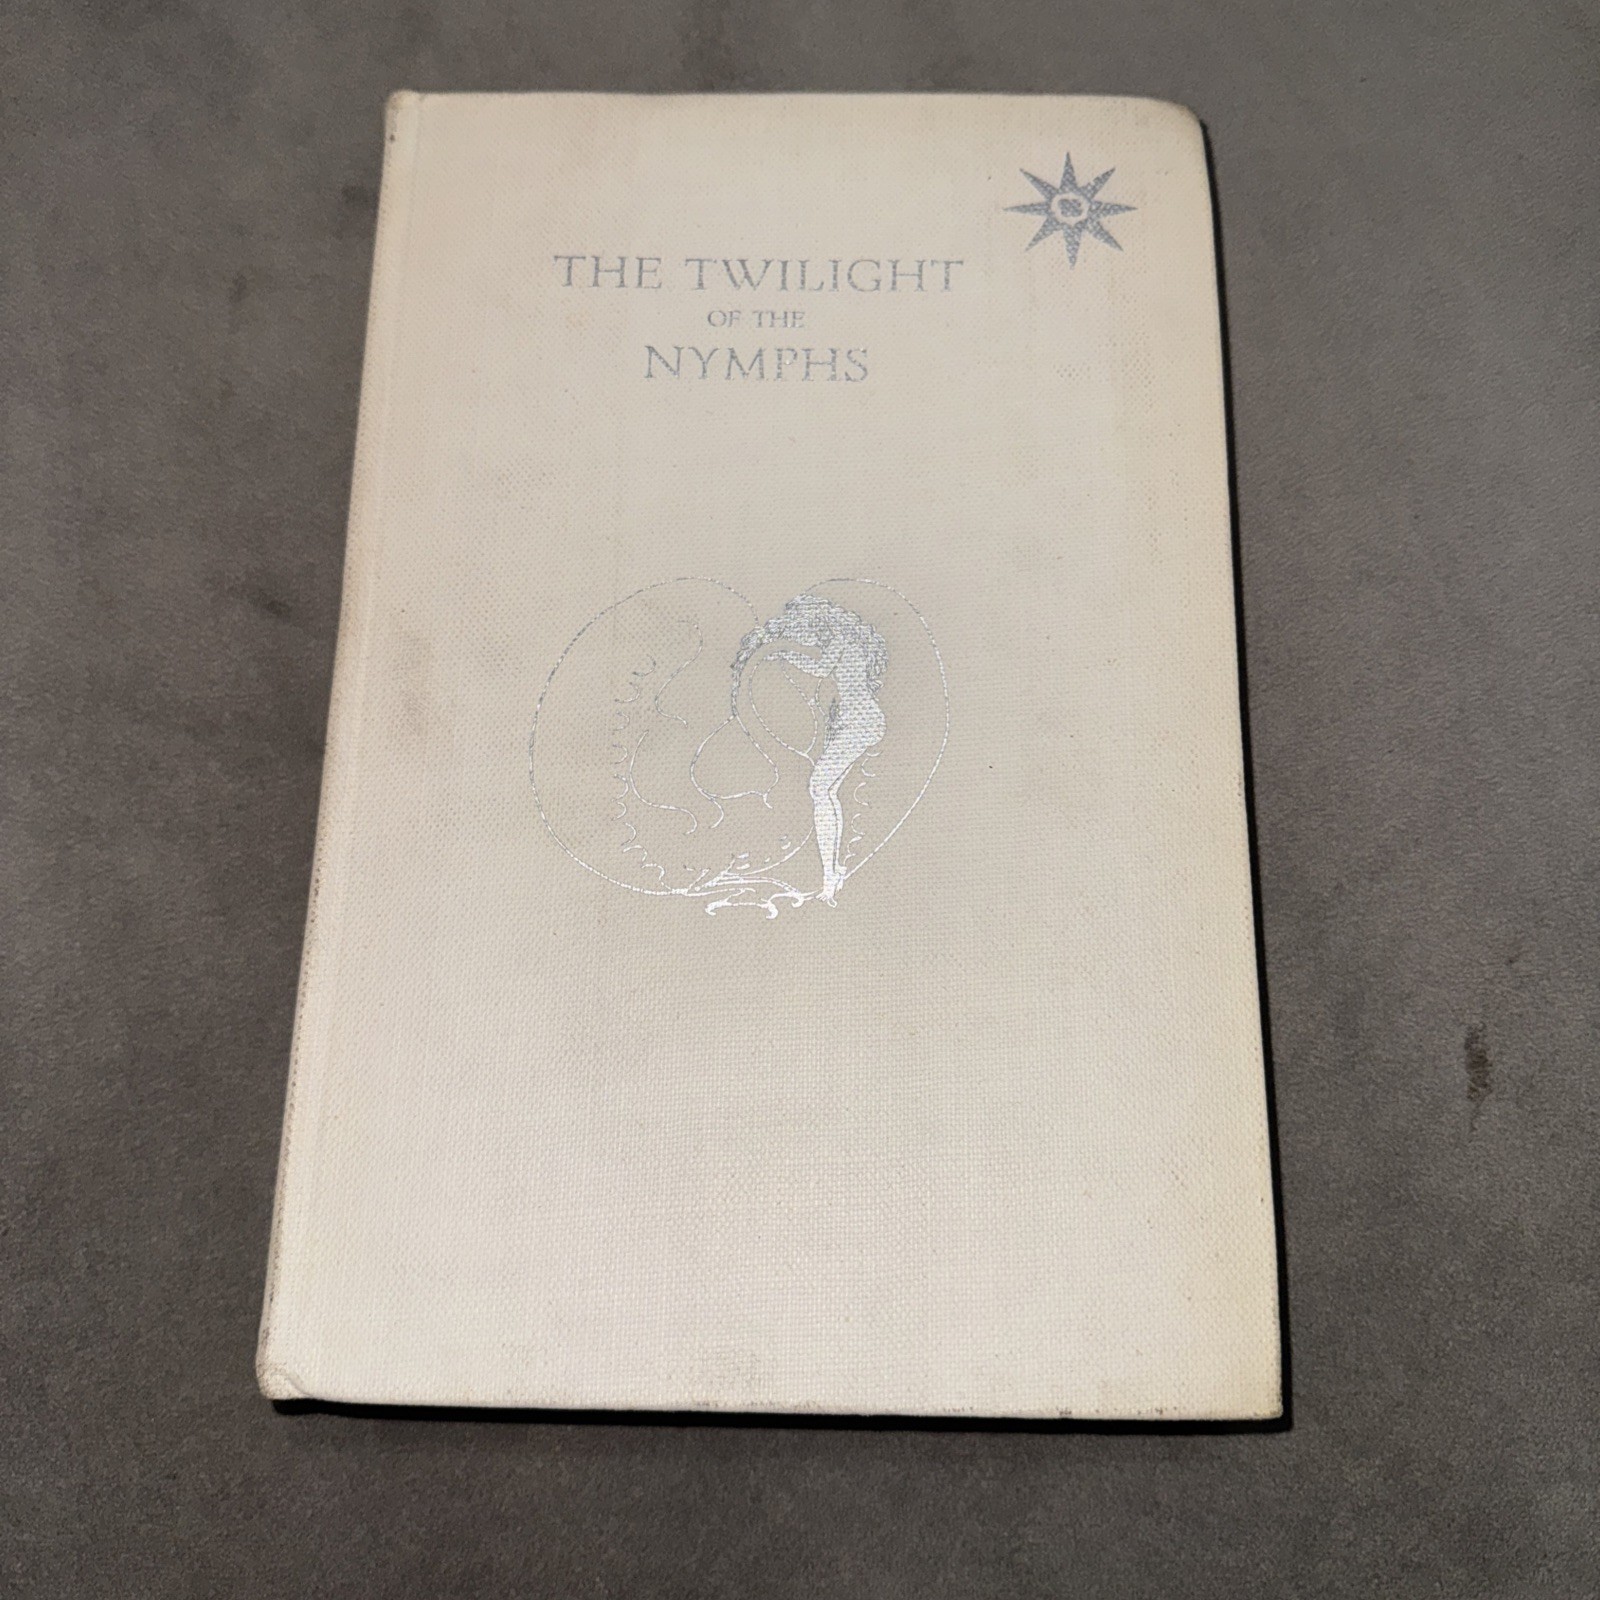 THE TWILIGHT
OF THE
NYMPHS